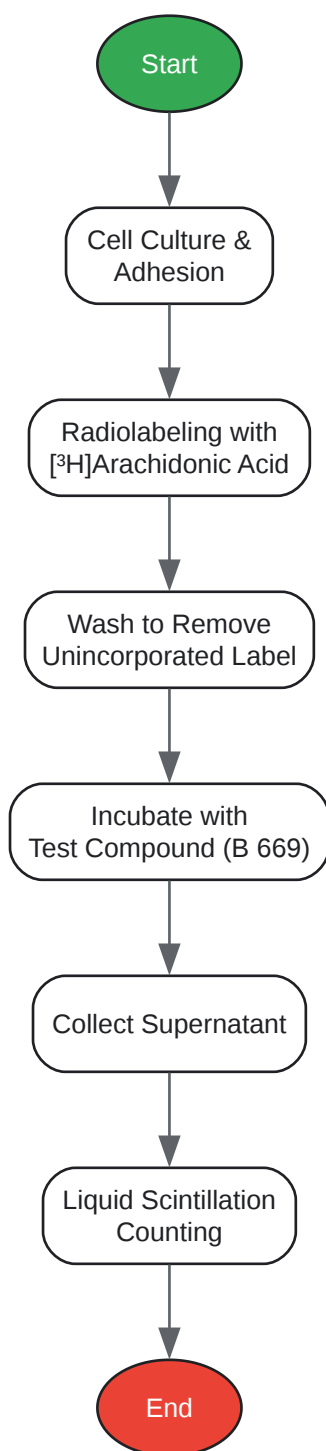 Start
Cell Culture &
Adhesion
Radiolabeling with
[³H]Arachidonic Acid
Wash to Remove
Unincorporated Label
Incubate with
Test Compound (B 669)
Collect Supernatant
Liquid Scintillation
Counting
End